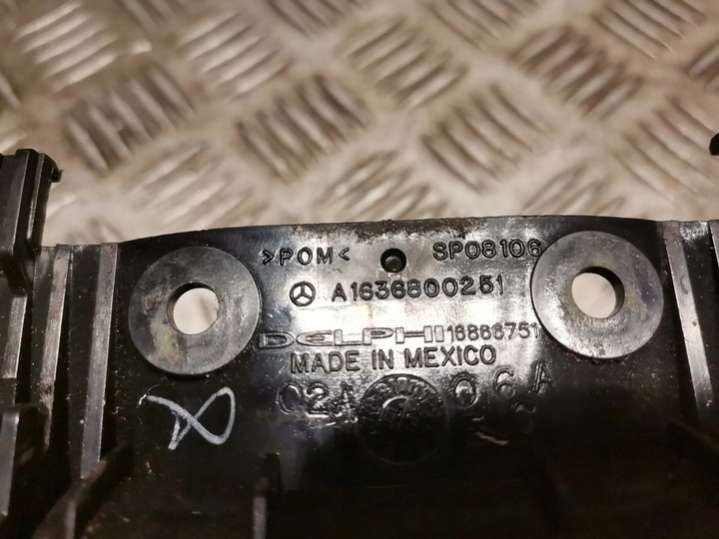 >POM< SP08106
A1636800251
DELPHI 16866751
MADE IN MEXICO
02A 06A